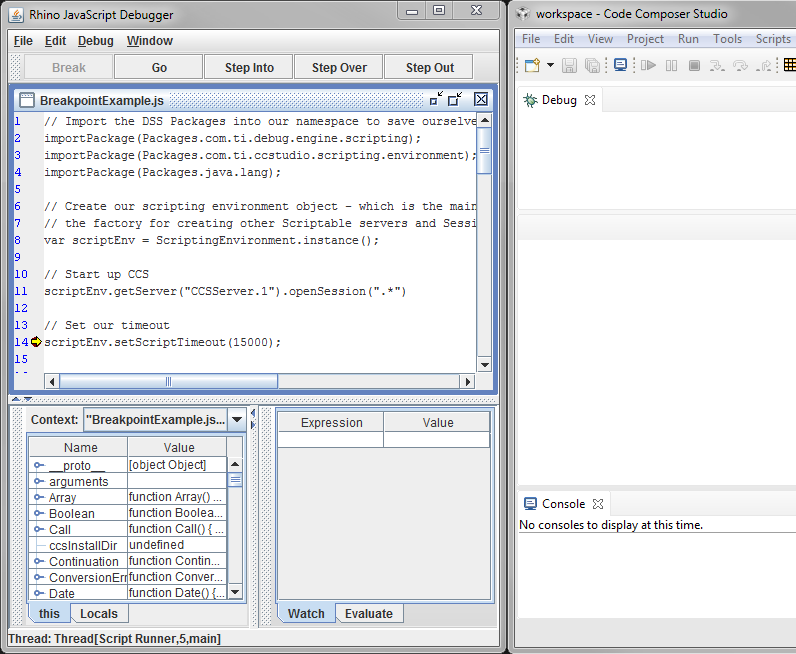 Rhino JavaScript Debugger
File Edit Debug Window
Break Go Step Into Step Over Step Out
BreakpointExample.js
1 // Import the DSS Packages into our namespace to save ourselve
2 importPackage(Packages.com.ti.debug.engine.scripting);
3 importPackage(Packages.com.ti.ccstudio.scripting.environment);
4 importPackage(Packages.java.lang);
5
6 // Create our scripting environment object - which is the main
7 // the factory for creating other Scriptable servers and Sessi
8 var scriptEnv = ScriptingEnvironment.instance();
9
10 // Start up CCS
11 scriptEnv.getServer("CCSServer.1").openSession(".*")
12
13 // Set our timeout
14 scriptEnv.setScriptTimeout(15000);
15
Context: "BreakpointExample.js...
Name Value
__proto__ [object Object]
arguments
Array function Array() ...
Boolean function Boolea...
Call function Call() { ...
ccsInstallDir undefined
Continuation function Contin...
ConversionErr function Conver...
Date function Date() {...
this Locals
Expression Value
Watch Evaluate
Thread: Thread[Script Runner,5,main]
workspace - Code Composer Studio
File Edit View Project Run Tools Scripts
Debug
Console
No consoles to display at this time.